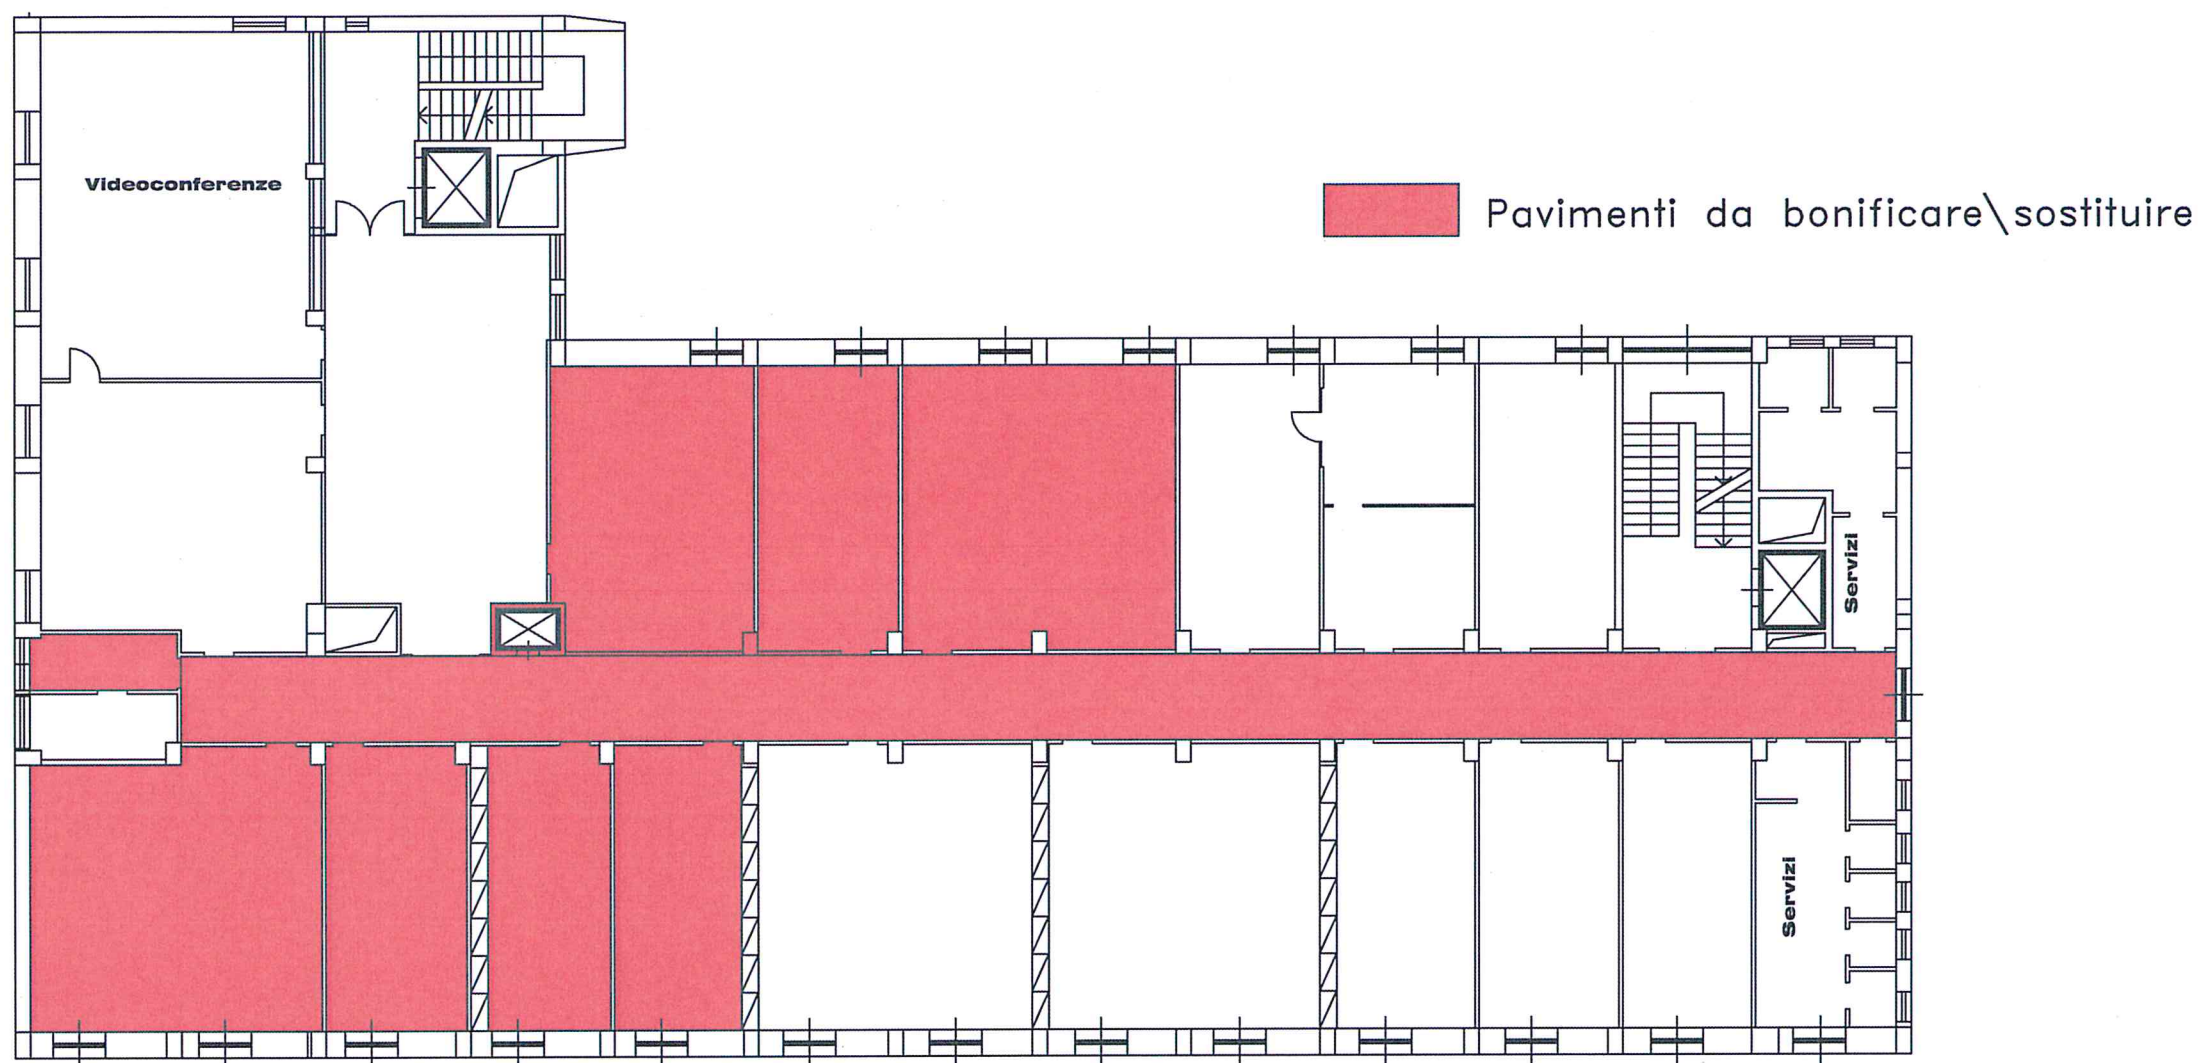 Videoconferenze
Pavimenti da bonificare\sostituire
Servizi
Servizi